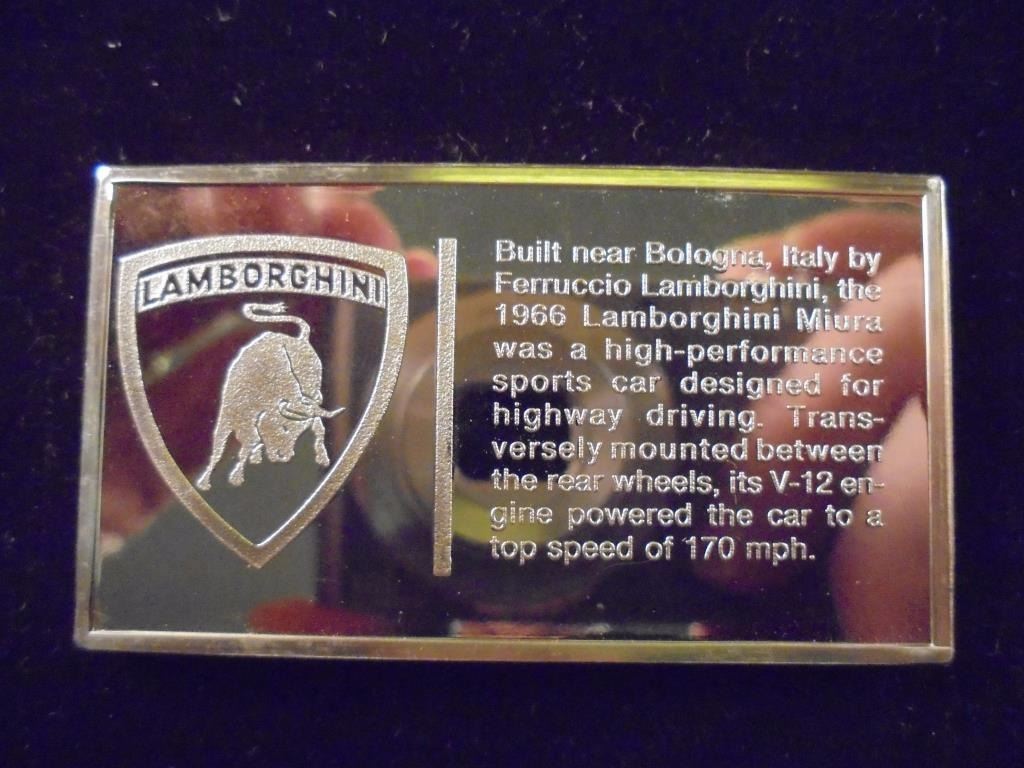 LAMBORGHINI
Built near Bologna, Italy by
Ferruccio Lamborghini, the
1966 Lamborghini Miura
was a high-performance
sports car designed for
highway driving. Trans-
versely mounted between
the rear wheels, its V-12 en-
gine powered the car to a
top speed of 170 mph.